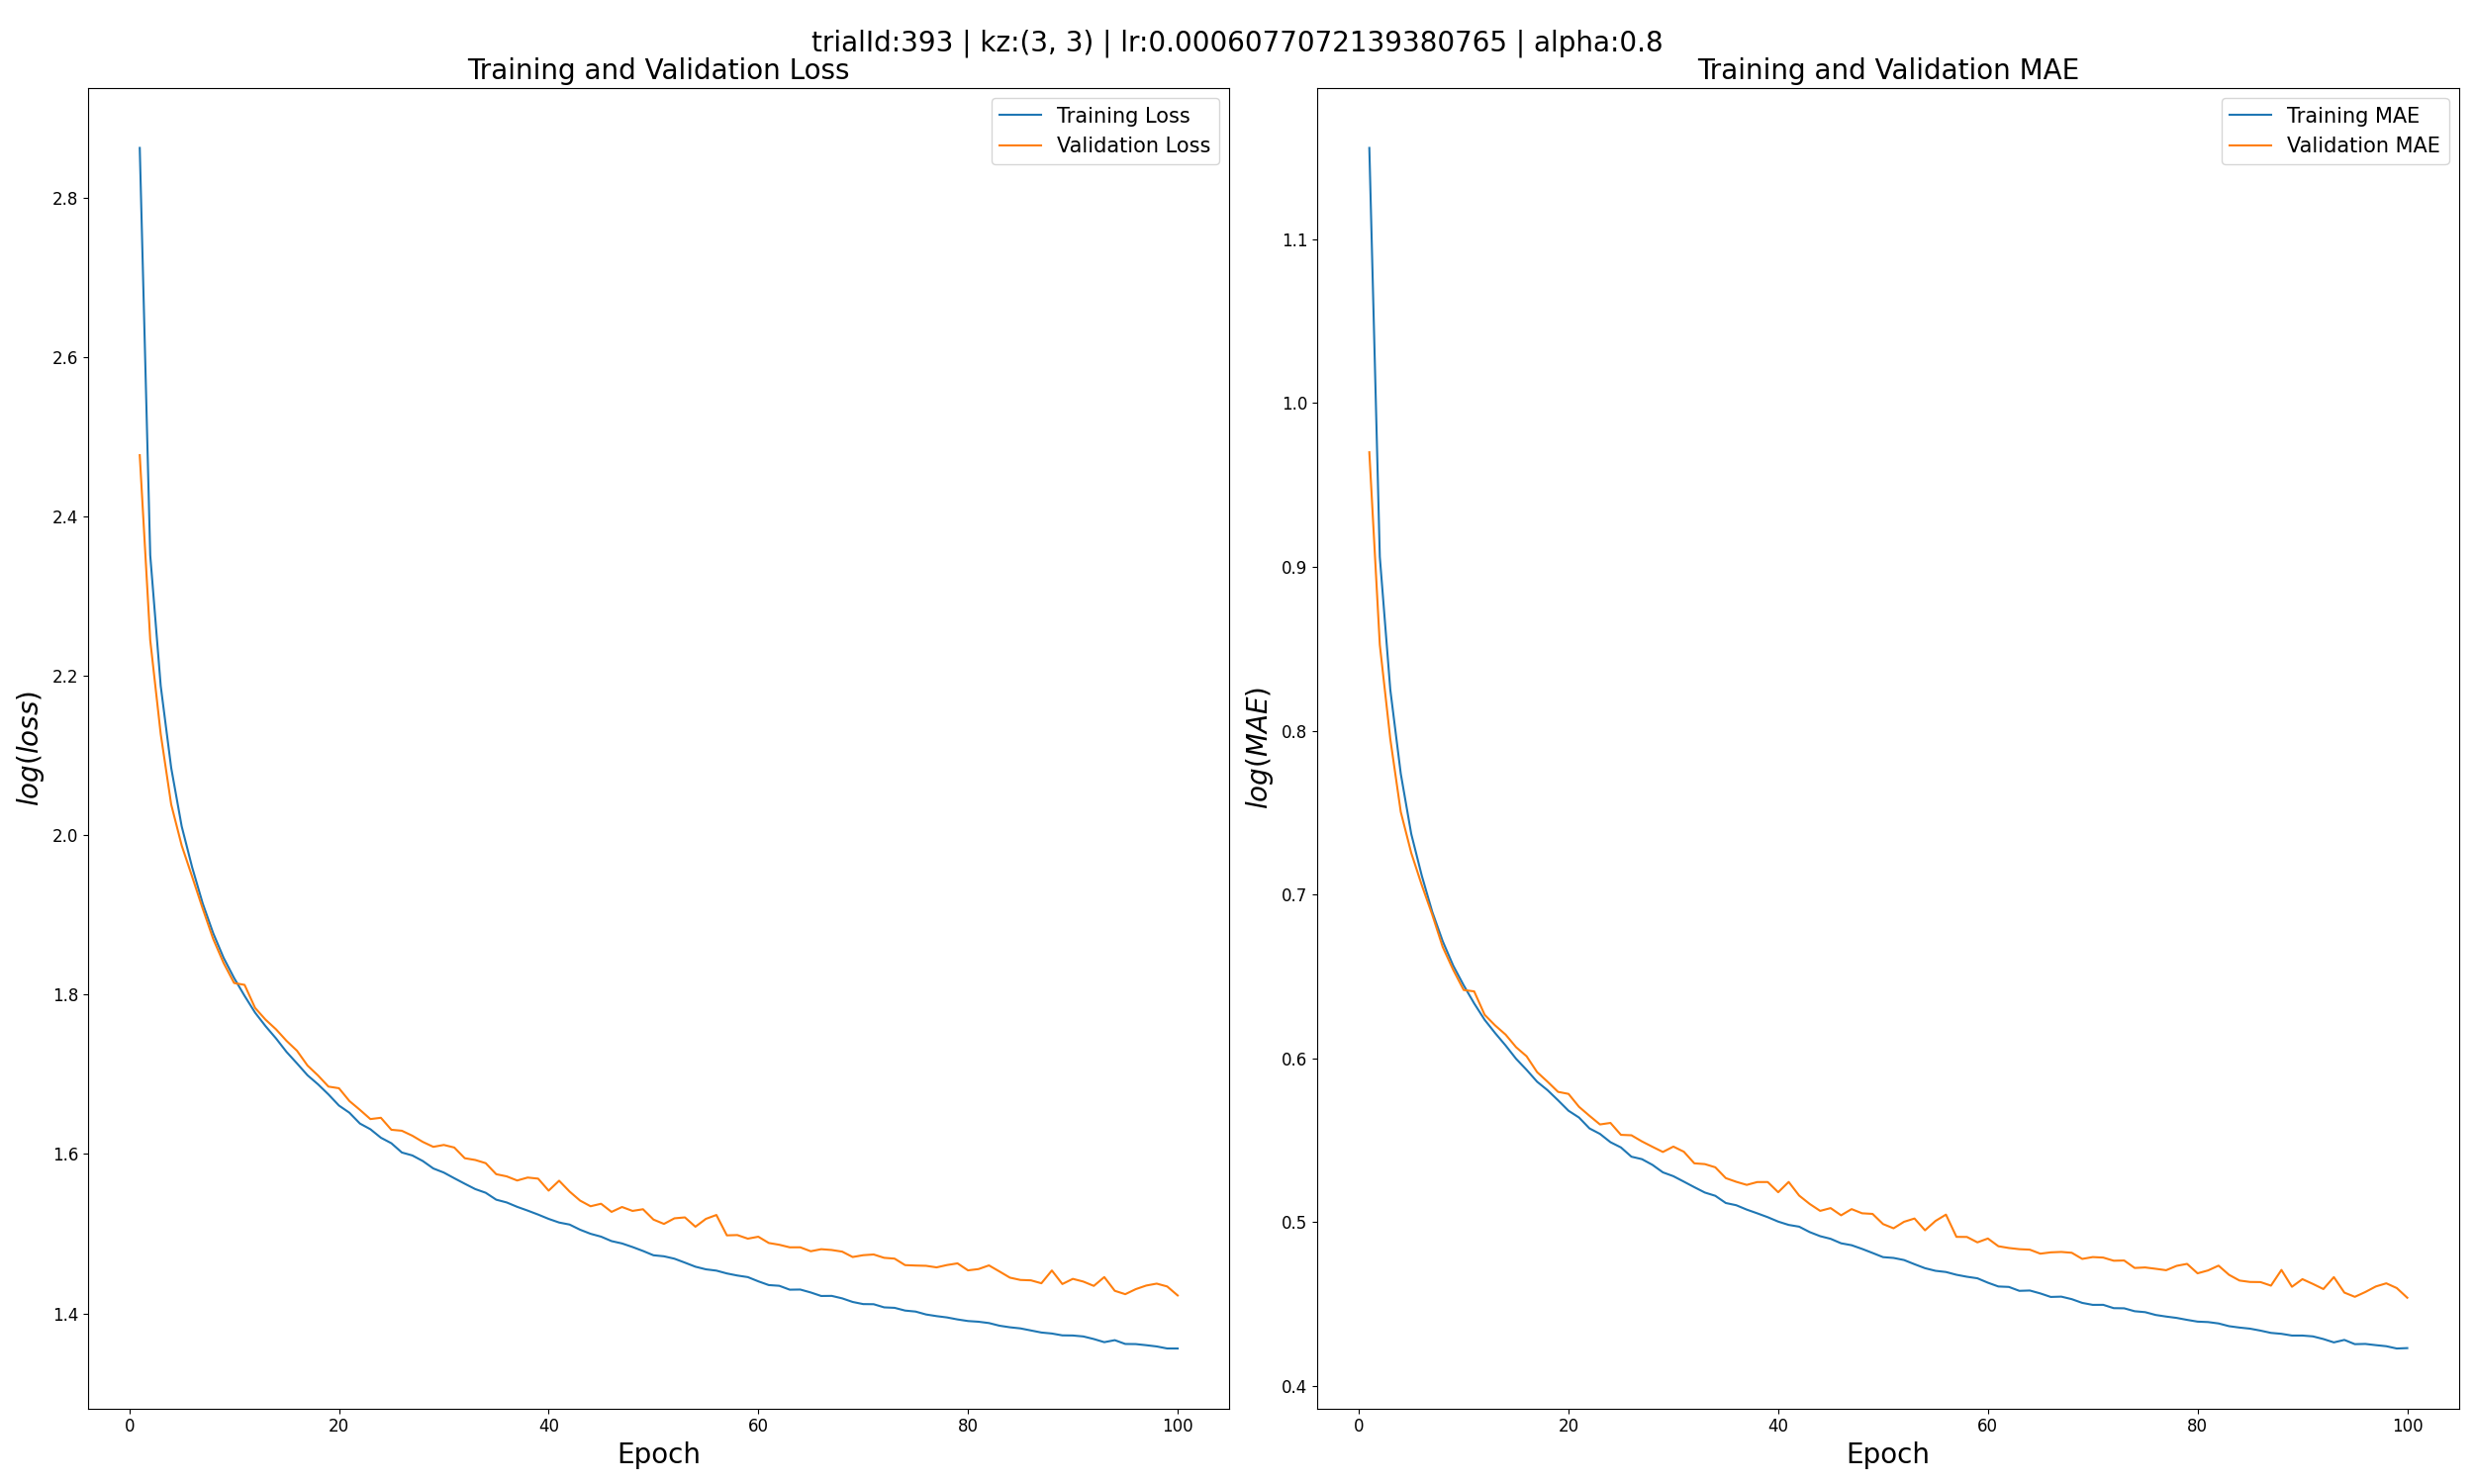 trialId:393 | kz:(3, 3) | lr:0.0006077072139380765 | alpha:0.8
Training and Validation Loss
Training Loss
Validation Loss
2.8
2.6
2.4
2.2
2.0
1.8
1.6
1.4
log(loss)
0 20 40 60 80 100
Epoch
Training and Validation MAE
Training MAE
Validation MAE
1.1
1.0
0.9
0.8
0.7
0.6
0.5
0.4
log(MAE)
0 20 40 60 80 100
Epoch